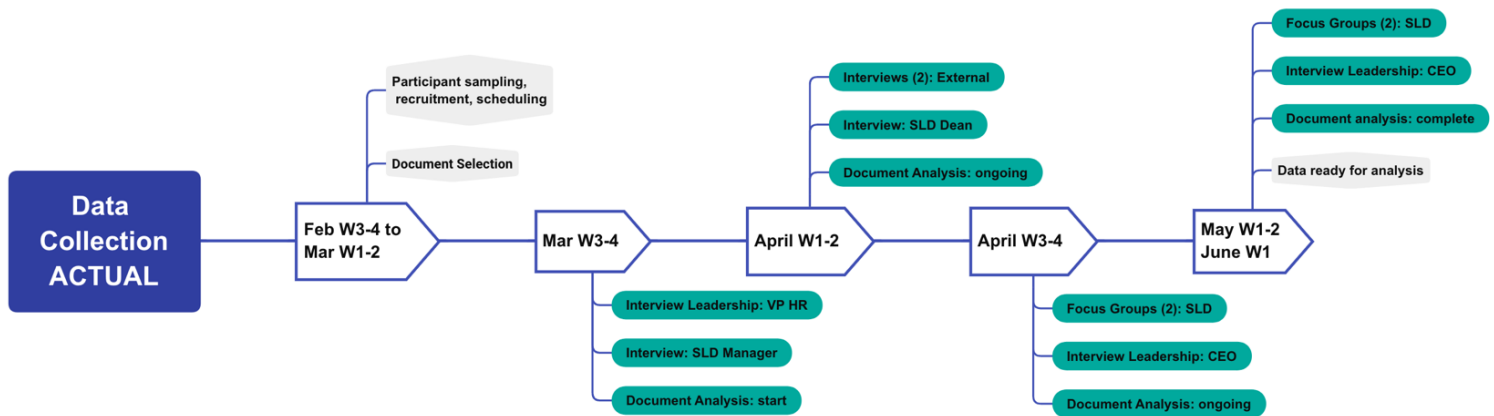 Data
Collection
ACTUAL
Feb W3-4 to
Mar W1-2
Participant sampling,
recruitment, scheduling
Document Selection
Mar W3-4
Interview Leadership: VP HR
Interview: SLD Manager
Document Analysis: start
April W1-2
Interviews (2): External
Interview: SLD Dean
Document Analysis: ongoing
April W3-4
Focus Groups (2): SLD
Interview Leadership: CEO
Document Analysis: ongoing
May W1-2
June W1
Focus Groups (2): SLD
Interview Leadership: CEO
Document analysis: complete
Data ready for analysis